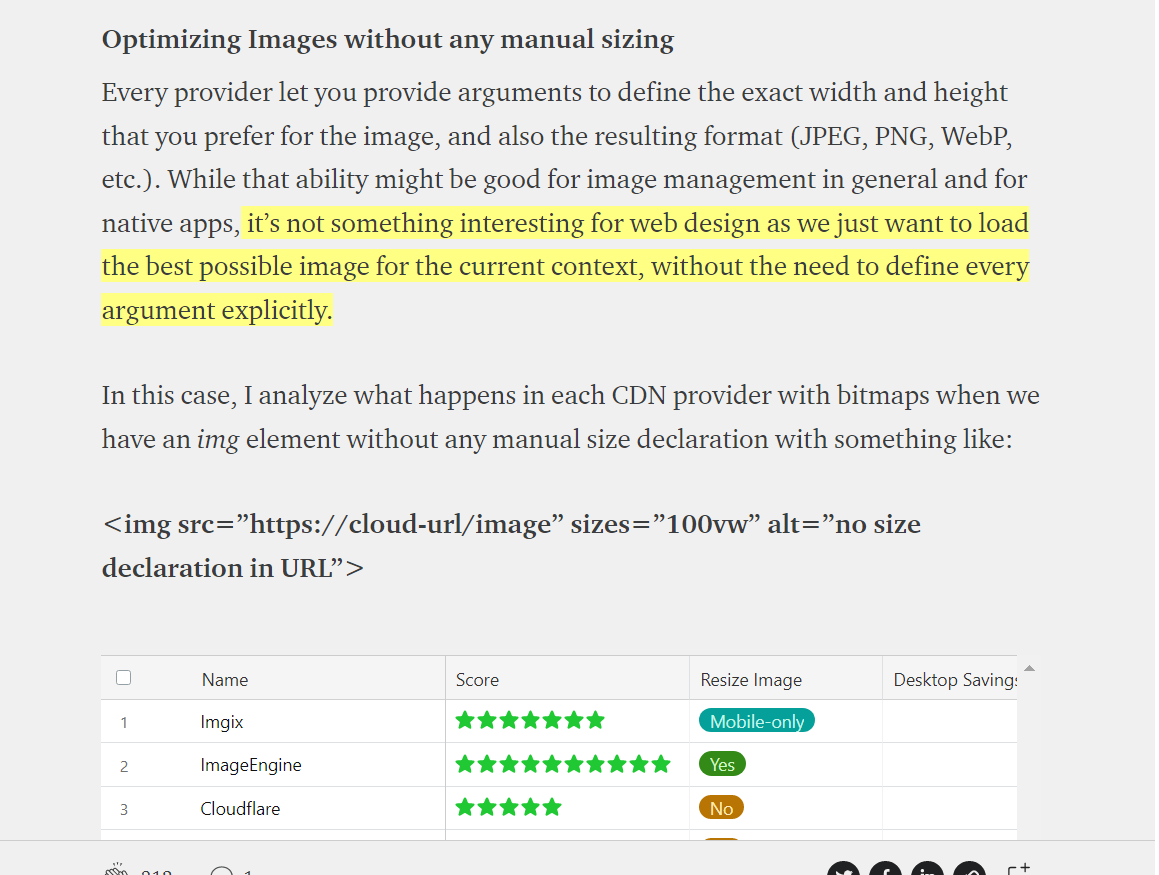 Optimizing Images without any manual sizing
Every provider let you provide arguments to define the exact width and height
that you prefer for the image, and also the resulting format (JPEG, PNG, WebP,
etc.). While that ability might be good for image management in general and for
native apps, it’s not something interesting for web design as we just want to load
the best possible image for the current context, without the need to define every
argument explicitly.
In this case, I analyze what happens in each CDN provider with bitmaps when we
have an img element without any manual size declaration with something like:
<img src=”https://cloud-url/image” sizes=”100vw” alt=”no size
declaration in URL”>
Name Score Resize Image Desktop Savings
1 Imgix Mobile-only
2 ImageEngine Yes
3 Cloudflare No